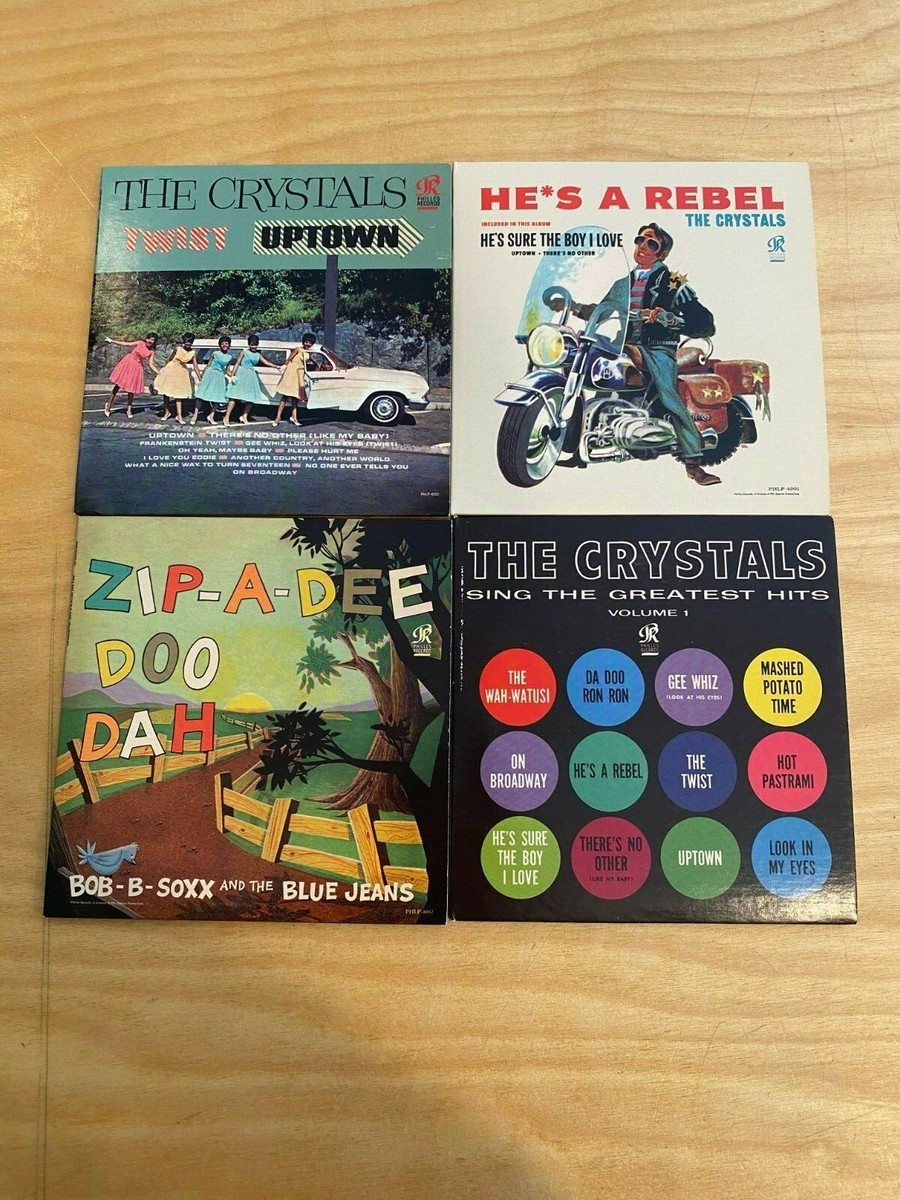 THE CRYSTALS
PHILLES
RECORDS
TWIST UPTOWN
UPTOWN THERE'S NO OTHER (LIKE MY BABY)
FRANKENSTEIN TWIST GEE WHIZ, LOOK AT HIS EYES (TWIST)
OH YEAH, MAYBE BABY PLEASE HURT ME
I LOVE YOU EDDIE ANOTHER COUNTRY, ANOTHER WORLD
WHAT A NICE WAY TO TURN SEVENTEEN NO ONE EVER TELLS YOU
ON BROADWAY
HE*S A REBEL
THE CRYSTALS
INCLUDED IN THIS ALBUM
HE'S SURE THE BOY I LOVE
UPTOWN • THERE'S NO OTHER
PHLP-4001
ZIP-A-DEE
DOO
DAH
PHILLES
RECORDS
BOB-B-SOXX AND THE BLUE JEANS
PHLP-4002
THE CRYSTALS
SING THE GREATEST HITS
VOLUME 1
PHILLES
RECORDS
THE
WAH-WATUSI
DA DOO
RON RON
GEE WHIZ
(LOOK AT HIS EYES)
MASHED
POTATO
TIME
ON
BROADWAY
HE'S A REBEL
THE
TWIST
HOT
PASTRAMI
HE'S SURE
THE BOY
I LOVE
THERE'S NO
OTHER
(LIKE MY BABY)
UPTOWN
LOOK IN
MY EYES